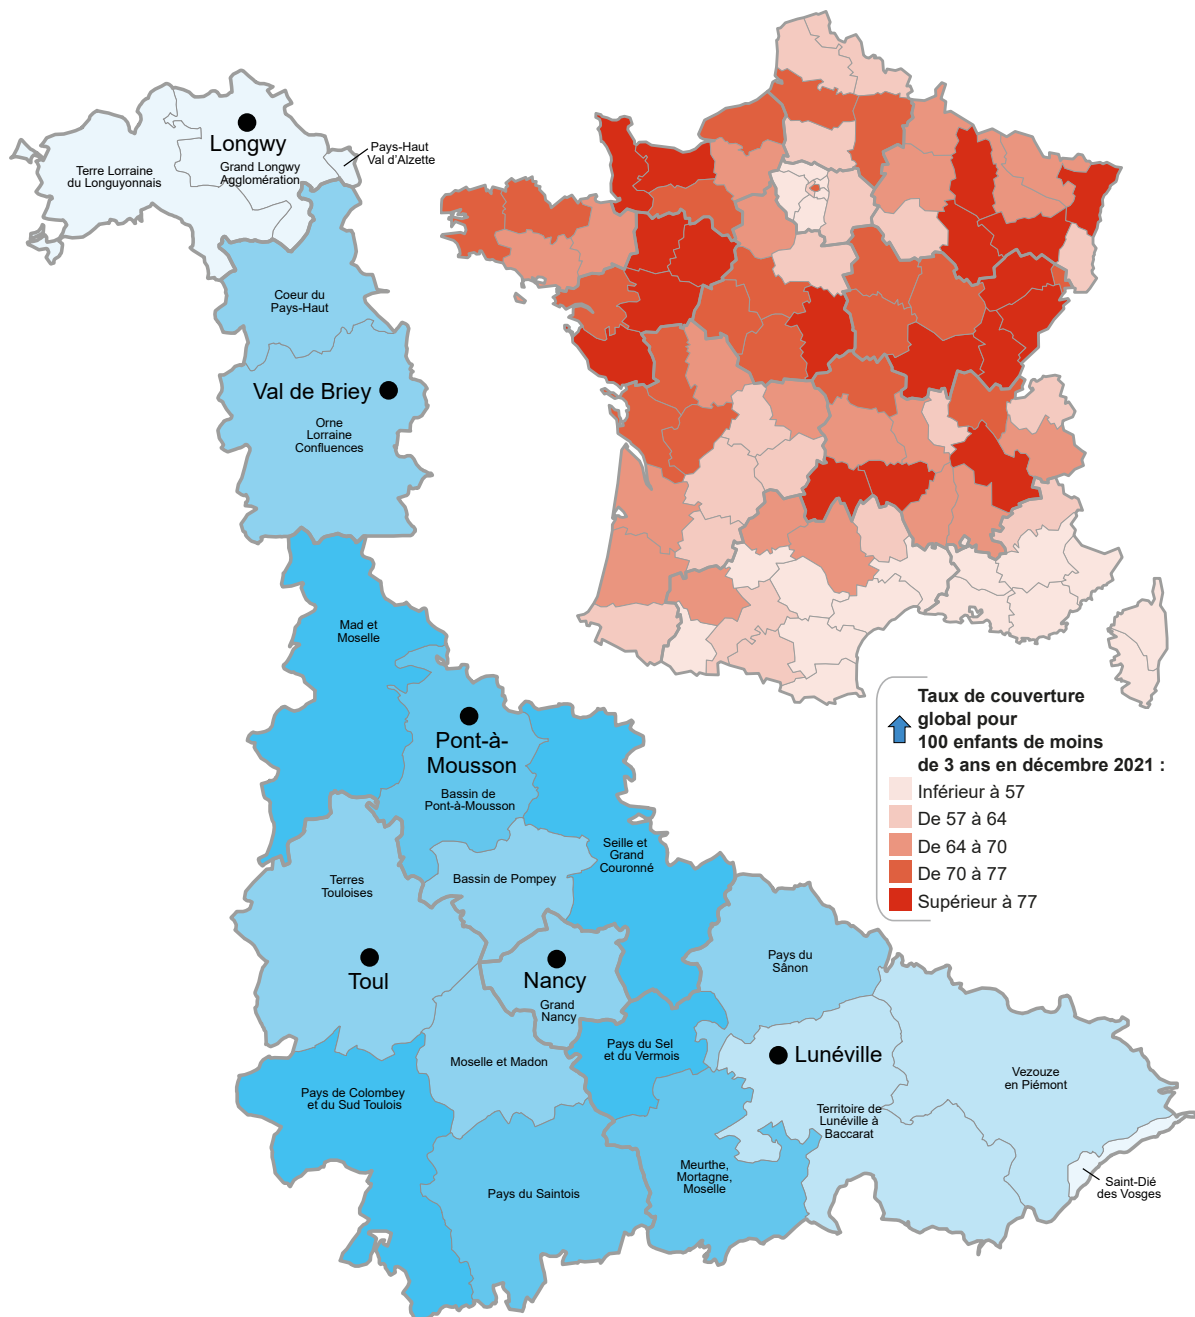 Longwy
Grand Longwy
Agglomération
Pays-Haut
Val d'Alzette
Terre Lorraine
du Longuyonnais
Coeur du
Pays-Haut
Val de Briey
Orne
Lorraine
Confluences
Mad et
Moselle
Pont-à-
Mousson
Bassin de
Pont-à-Mousson
Taux de couverture
global pour
100 enfants de moins
de 3 ans en décembre 2021 :
Inférieur à 57
De 57 à 64
De 64 à 70
De 70 à 77
Supérieur à 77
Seille et
Grand
Couronné
Terres
Touloises
Bassin de Pompey
Toul
Nancy
Grand
Nancy
Pays du
Sânon
Pays du Sel
et du Vermois
Lunéville
Moselle et Madon
Vezouze
en Piémont
Pays de Colombey
et du Sud Toulois
Territoire de
Lunéville à
Baccarat
Meurthe,
Mortagne,
Moselle
Pays du Saintois
Saint-Dié
des Vosges